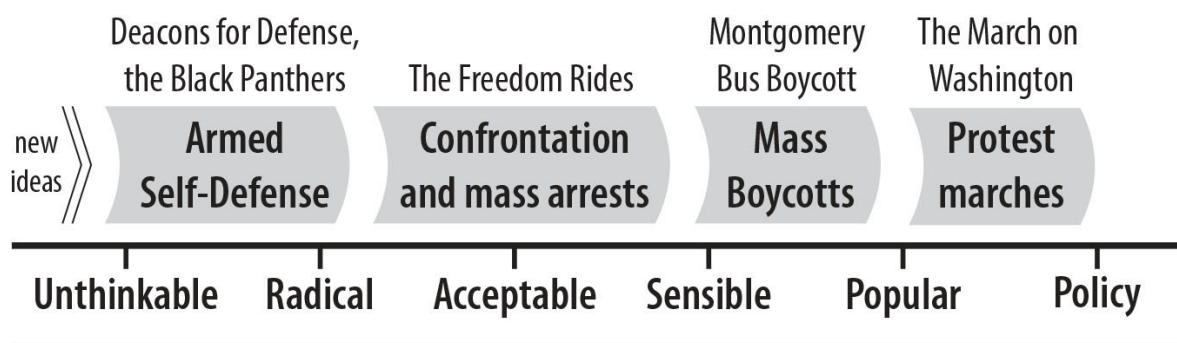 Deacons for Defense,
the Black Panthers
The Freedom Rides
Montgomery
Bus Boycott
The March on
Washington
new
ideas
Armed
Self-Defense
Confrontation
and mass arrests
Mass
Boycotts
Protest
marches
Unthinkable
Radical
Acceptable
Sensible
Popular
Policy